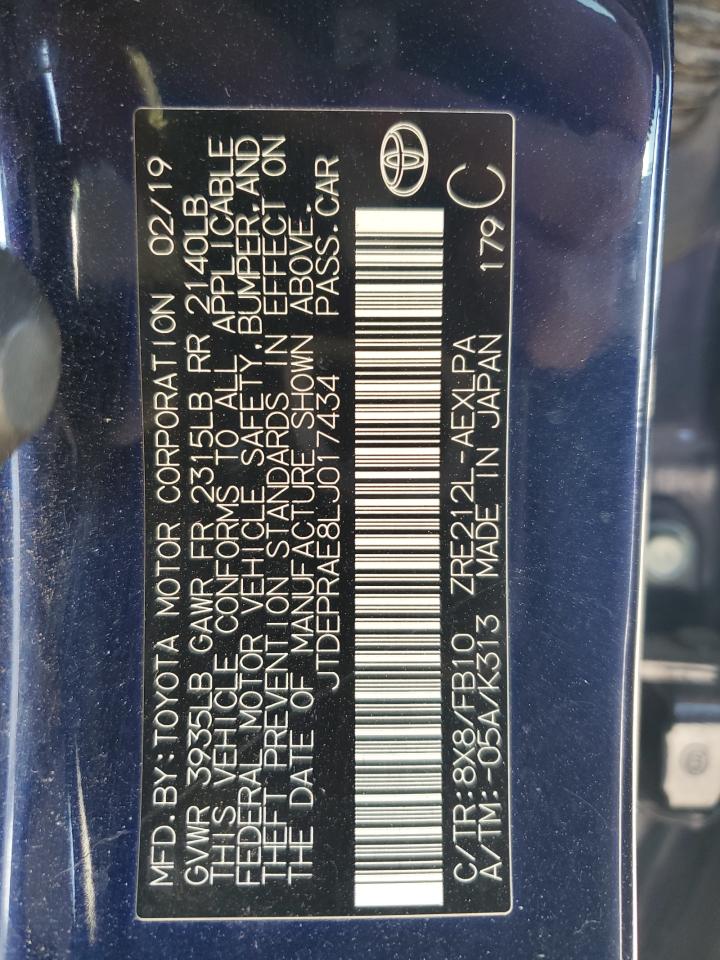 MFD.BY:TOYOTA MOTOR CORPORATION 02/19
GVWR 3935LB GAWR FR 2315LB RR 2140LB
THIS VEHICLE CONFORMS TO ALL APPLICABLE
FEDERAL MOTOR VEHICLE SAFETY,BUMPER,AND
THEFT PREVENTION STANDARDS IN EFFECT ON
THE DATE OF MANUFACTURE SHOWN ABOVE.
JTDEPRAE8LJ017434 PASS.CAR
C/TR:8X8/FB10 ZRE212L-AEXLPA
A/TM:-05A/K313 MADE IN JAPAN 179 C